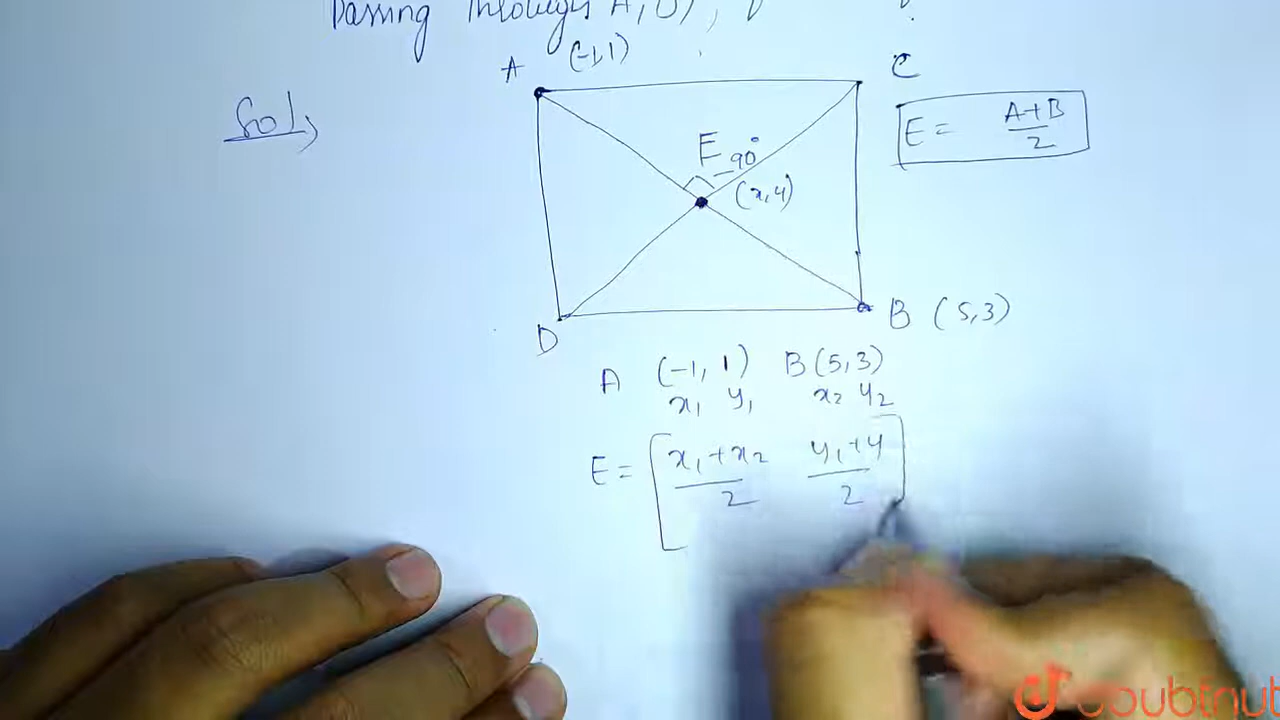 Passing through A,
A (-1,1) C
Sol,
E = A+B/2
E 90°
(x,y)
D B (5,3)
A (-1, 1) B (5,3)
x₁ y₁ x₂ y₂
E = [x₁+x₂/2 y₁+y/2]
doubtnut